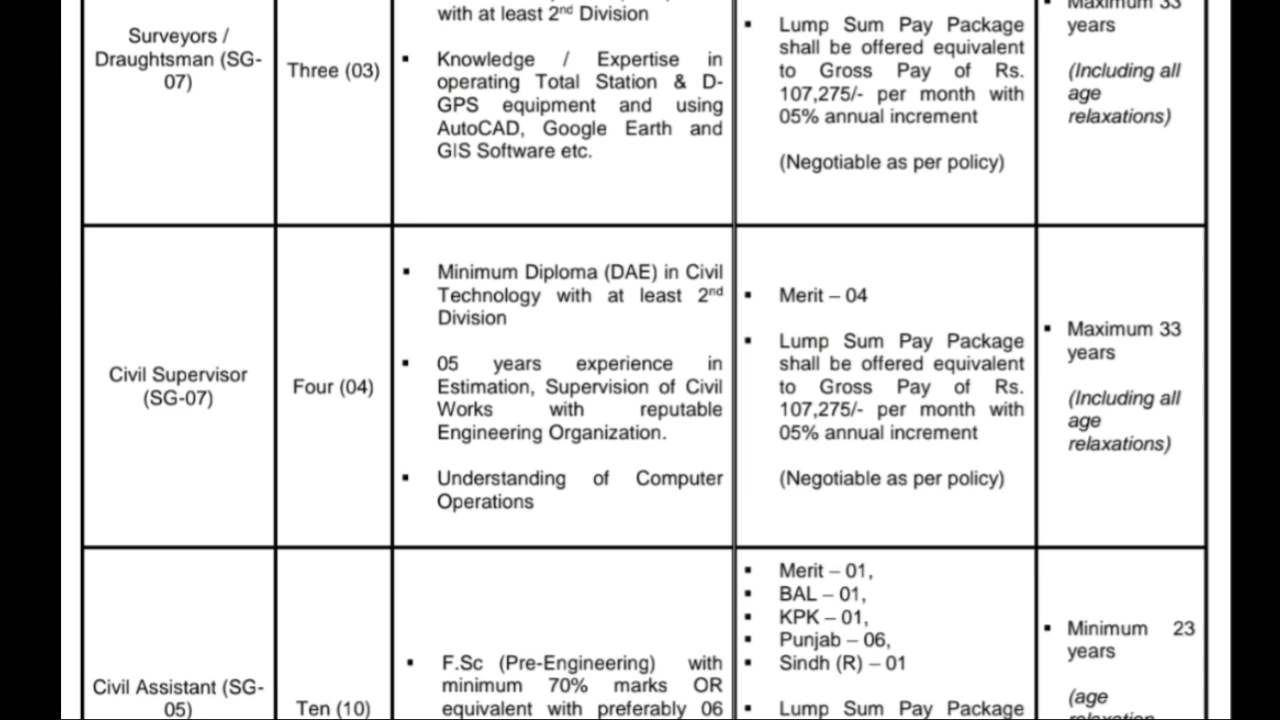 Surveyors /
Draughtsman (SG-
07)
Three (03)
with at least 2nd Division
▪ Knowledge / Expertise in
operating Total Station & D-
GPS equipment and using
AutoCAD, Google Earth and
GIS Software etc.
▪ Lump Sum Pay Package
shall be offered equivalent
to Gross Pay of Rs.
107,275/- per month with
05% annual increment
(Negotiable as per policy)
Maximum 33
years
(Including all
age
relaxations)
Civil Supervisor
(SG-07)
Four (04)
▪ Minimum Diploma (DAE) in Civil
Technology with at least 2nd
Division
▪ 05 years experience in
Estimation, Supervision of Civil
Works with reputable
Engineering Organization.
▪ Understanding of Computer
Operations
▪ Merit – 04
▪ Lump Sum Pay Package
shall be offered equivalent
to Gross Pay of Rs.
107,275/- per month with
05% annual increment
(Negotiable as per policy)
▪ Maximum 33
years
(Including all
age
relaxations)
Civil Assistant (SG-
05)
Ten (10)
▪ F.Sc (Pre-Engineering) with
minimum 70% marks OR
equivalent with preferably 06
▪ Merit – 01,
▪ BAL – 01,
▪ KPK – 01,
▪ Punjab – 06,
▪ Sindh (R) – 01
▪ Lump Sum Pay Package
▪ Minimum 23
years
(age
relaxation